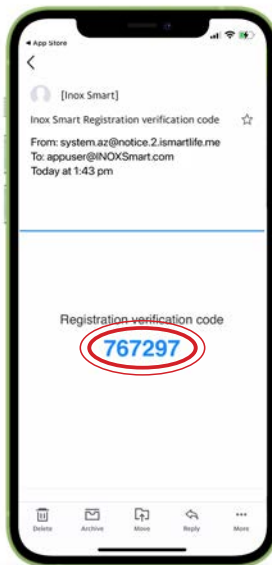 App Store
[Inox Smart]
Inox Smart Registration verification code
From: system.az@notice.2.ismartlife.me
To: appuser@INOXSmart.com
Today at 1:43 pm
Registration verification code
767297
Delete Archive Move Reply More